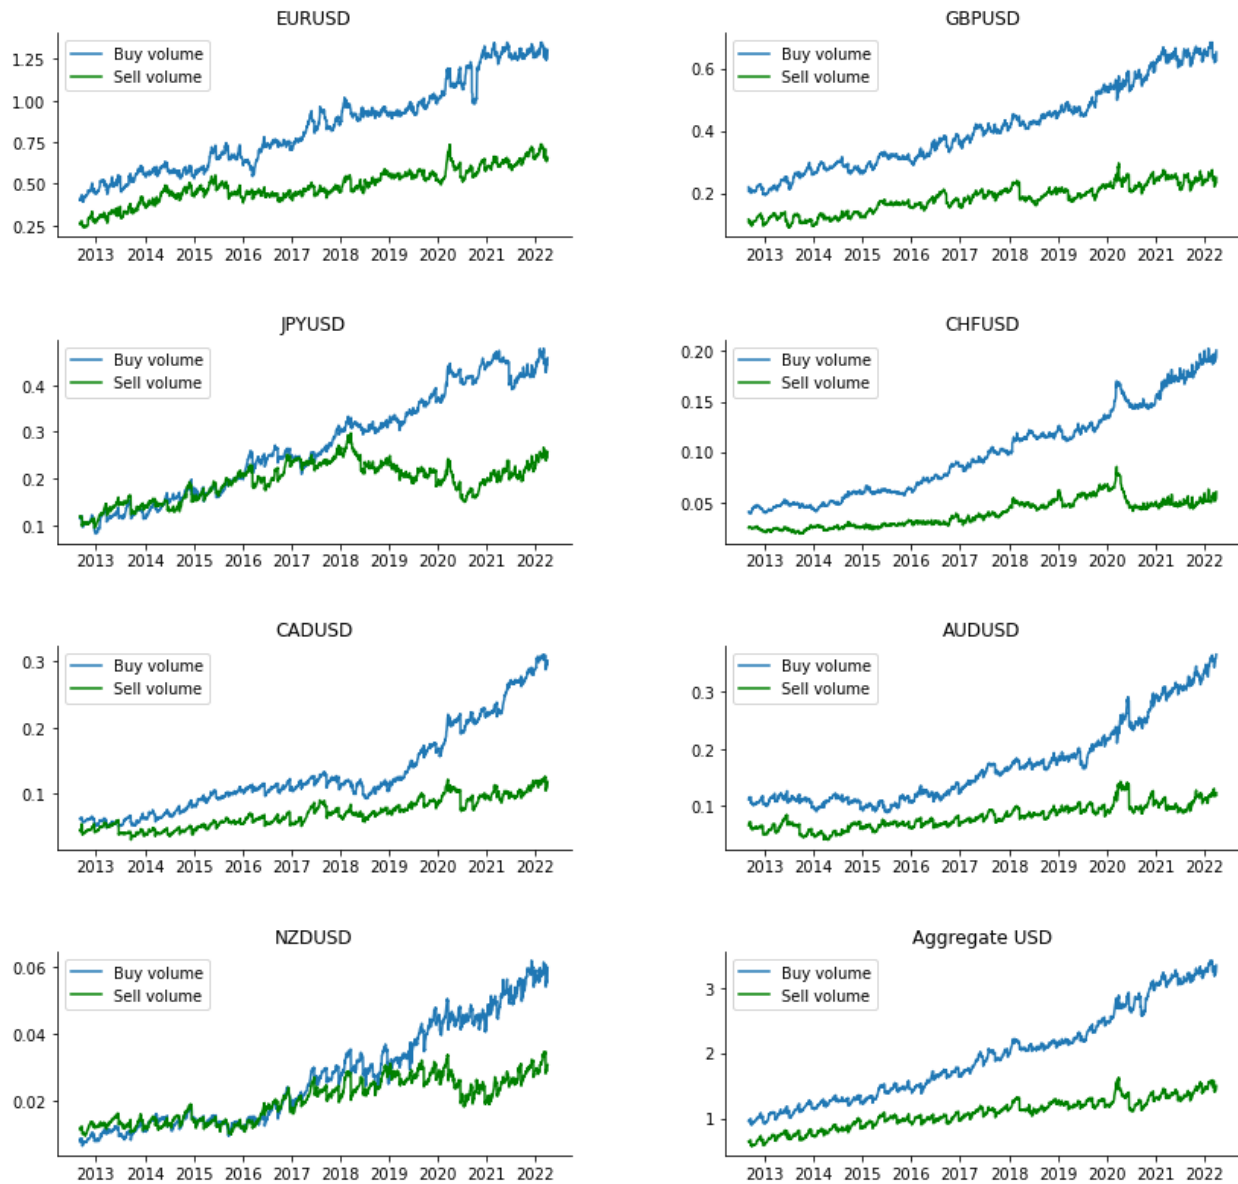 EURUSD
Buy volume
Sell volume
1.25
1.00
0.75
0.50
0.25
2013 2014 2015 2016 2017 2018 2019 2020 2021 2022
GBPUSD
Buy volume
Sell volume
0.6
0.4
0.2
2013 2014 2015 2016 2017 2018 2019 2020 2021 2022
JPYUSD
Buy volume
Sell volume
0.4
0.3
0.2
0.1
2013 2014 2015 2016 2017 2018 2019 2020 2021 2022
CHFUSD
Buy volume
Sell volume
0.20
0.15
0.10
0.05
2013 2014 2015 2016 2017 2018 2019 2020 2021 2022
CADUSD
Buy volume
Sell volume
0.3
0.2
0.1
2013 2014 2015 2016 2017 2018 2019 2020 2021 2022
AUDUSD
Buy volume
Sell volume
0.3
0.2
0.1
2013 2014 2015 2016 2017 2018 2019 2020 2021 2022
NZDUSD
Buy volume
Sell volume
0.06
0.04
0.02
2013 2014 2015 2016 2017 2018 2019 2020 2021 2022
Aggregate USD
Buy volume
Sell volume
3
2
1
2013 2014 2015 2016 2017 2018 2019 2020 2021 2022